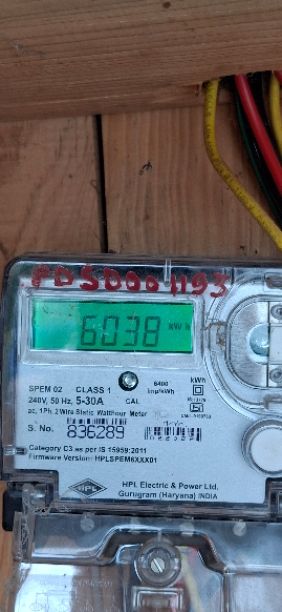 PDS0001193
6038 kWh
SPEM 02 CLASS 1 6400 imp/kWh kWh
240V, 50 Hz, 5-30A CAL
ac, 1Ph. 2 Wire Static Watthour Meter
S. No. 836289
Category C3 as per IS 15959:2011
Firmware Version: HPLSPEM6XXX01
HPL
HPL Electric & Power Ltd.
Gurugram (Haryana) INDIA